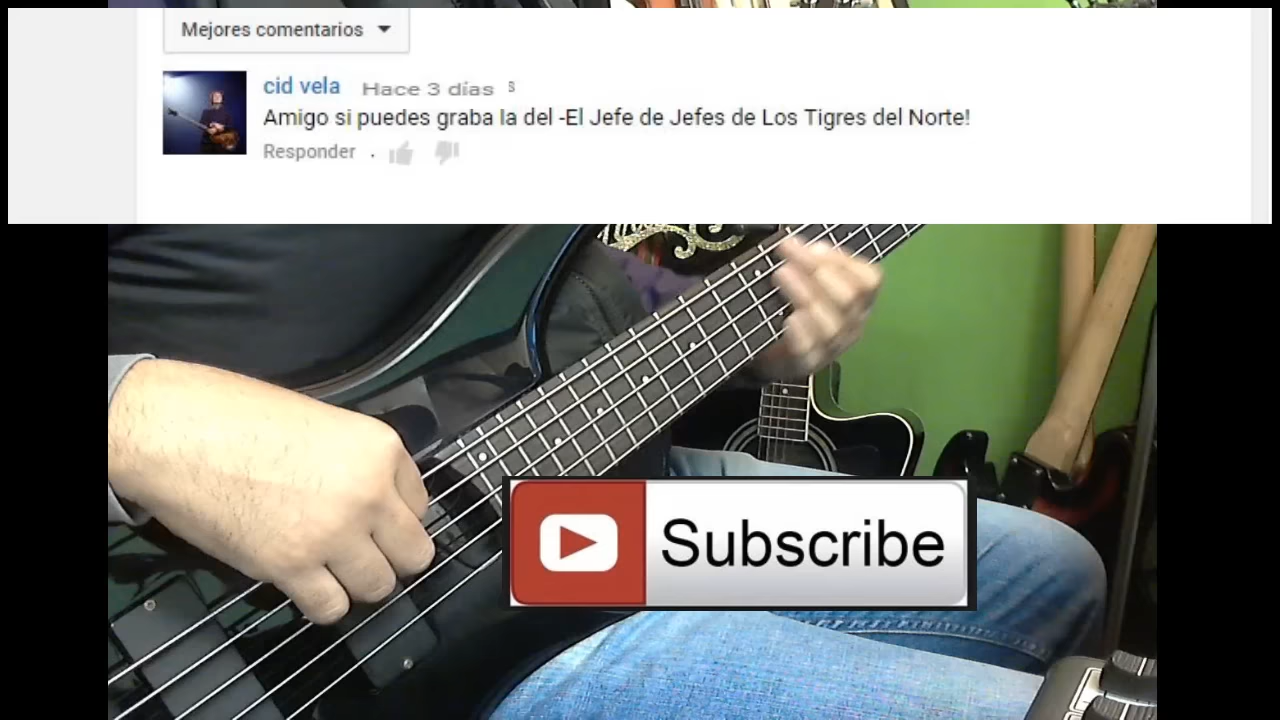 Mejores comentarios
cid vela Hace 3 días s
Amigo si puedes graba la del -El Jefe de Jefes de Los Tigres del Norte!
Responder .
Subscribe